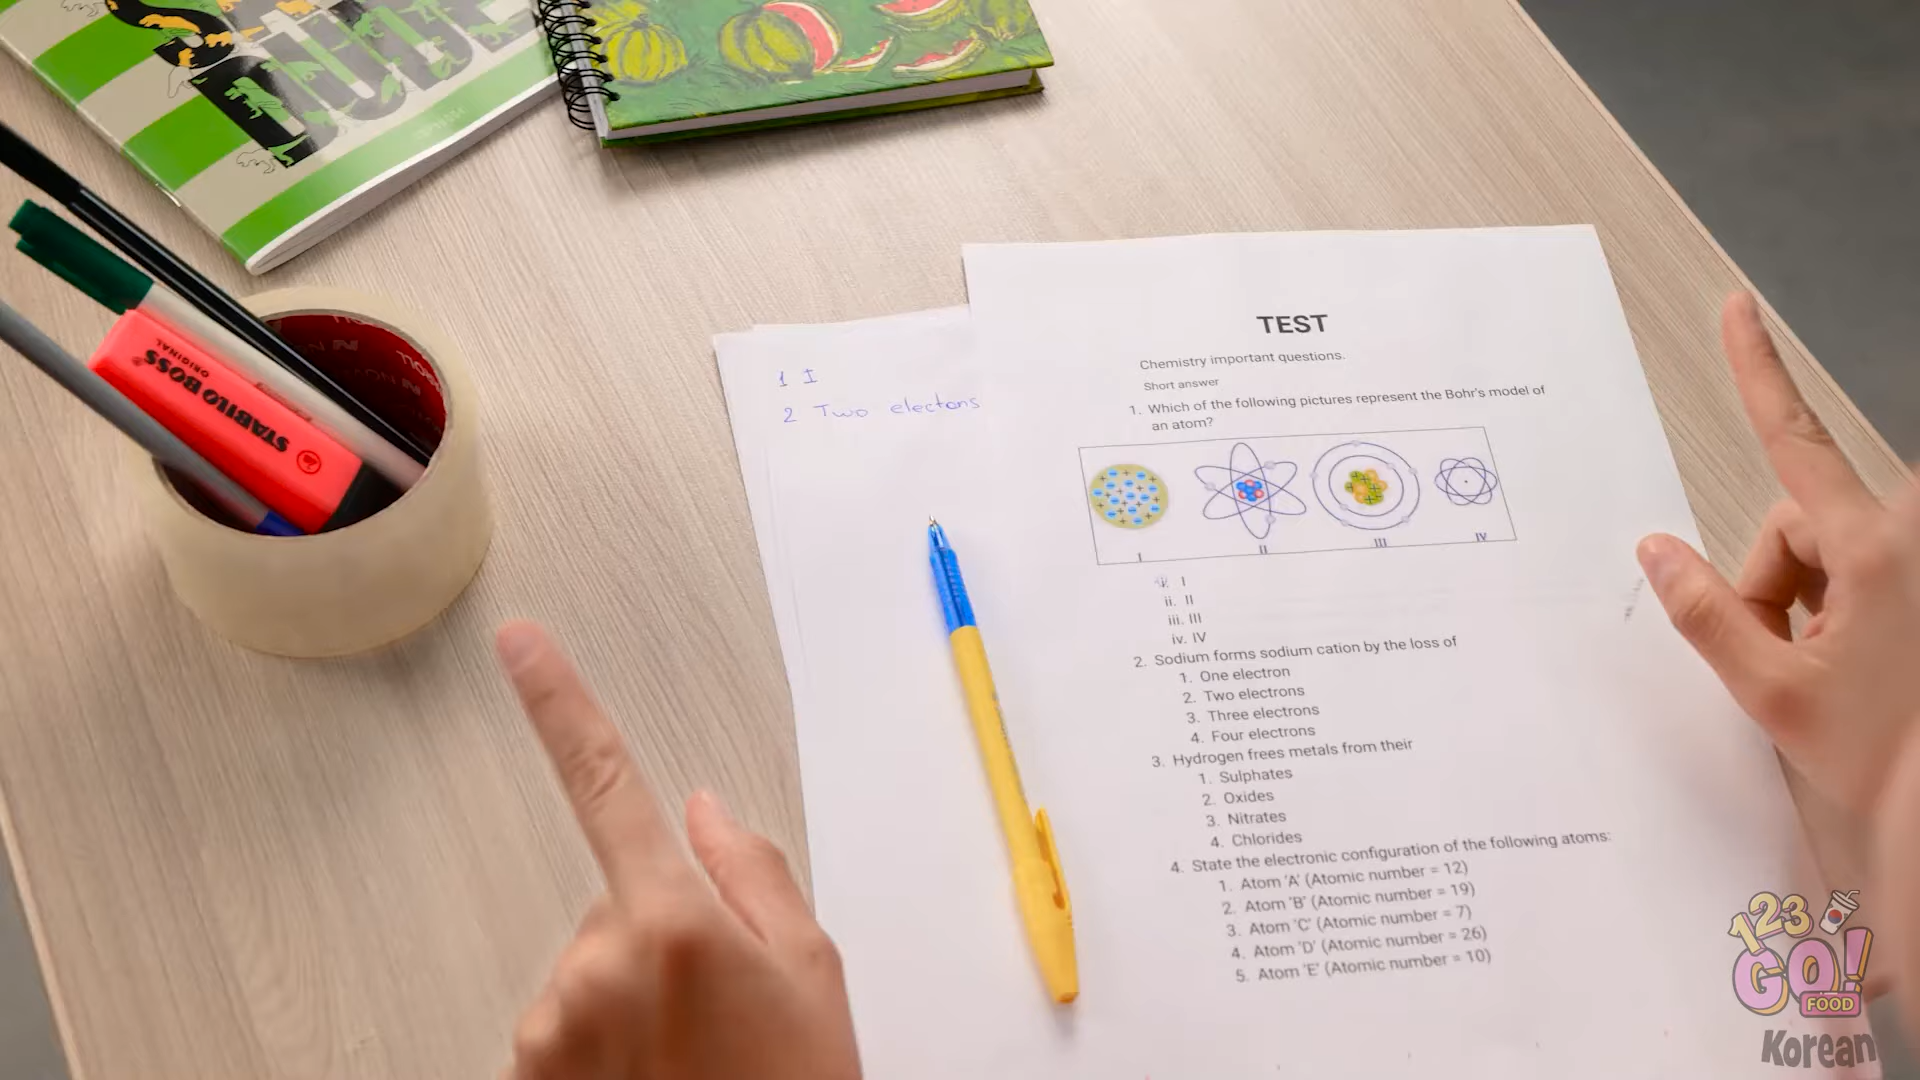 STABILO BOSS
ORIGINAL
1 I
2 Two electons
TEST
Chemistry important questions.
Short answer
1. Which of the following pictures represent the Bohr's model of
an atom?
I II III IV
i. I
ii. II
iii. III
iv. IV
2. Sodium forms sodium cation by the loss of
1. One electron
2. Two electrons
3. Three electrons
4. Four electrons
3. Hydrogen frees metals from their
1. Sulphates
2. Oxides
3. Nitrates
4. Chlorides
4. State the electronic configuration of the following atoms:
1. Atom 'A' (Atomic number = 12)
2. Atom 'B' (Atomic number = 19)
3. Atom 'C' (Atomic number = 7)
4. Atom 'D' (Atomic number = 26)
5. Atom 'E' (Atomic number = 10)
123
GO!
FOOD
Korean